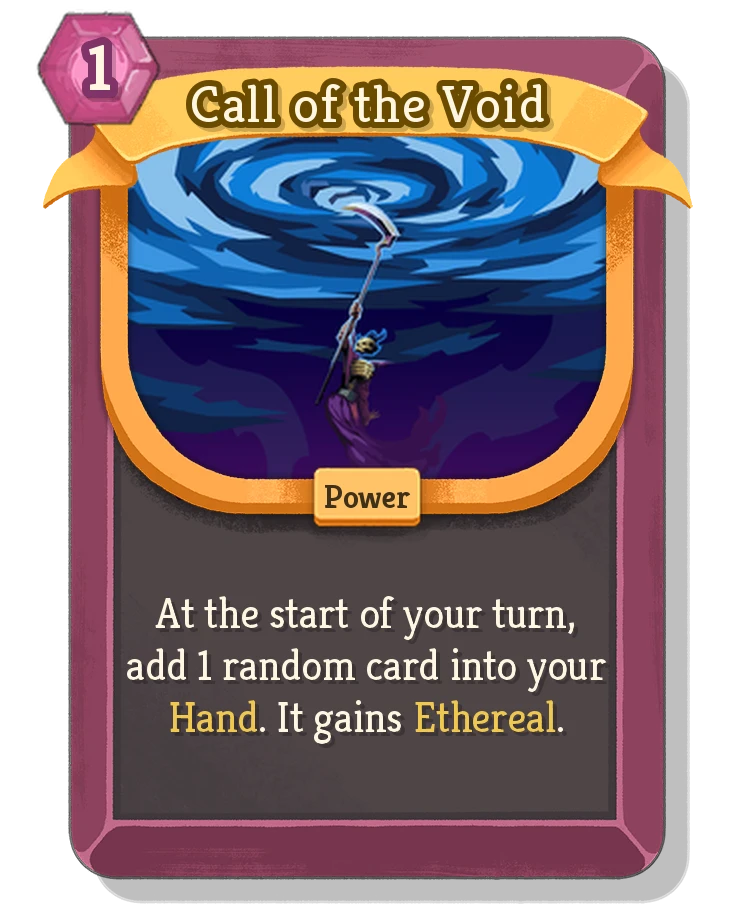 1
Call of the Void
Power
At the start of your turn,
add 1 random card into your
Hand. It gains Ethereal.